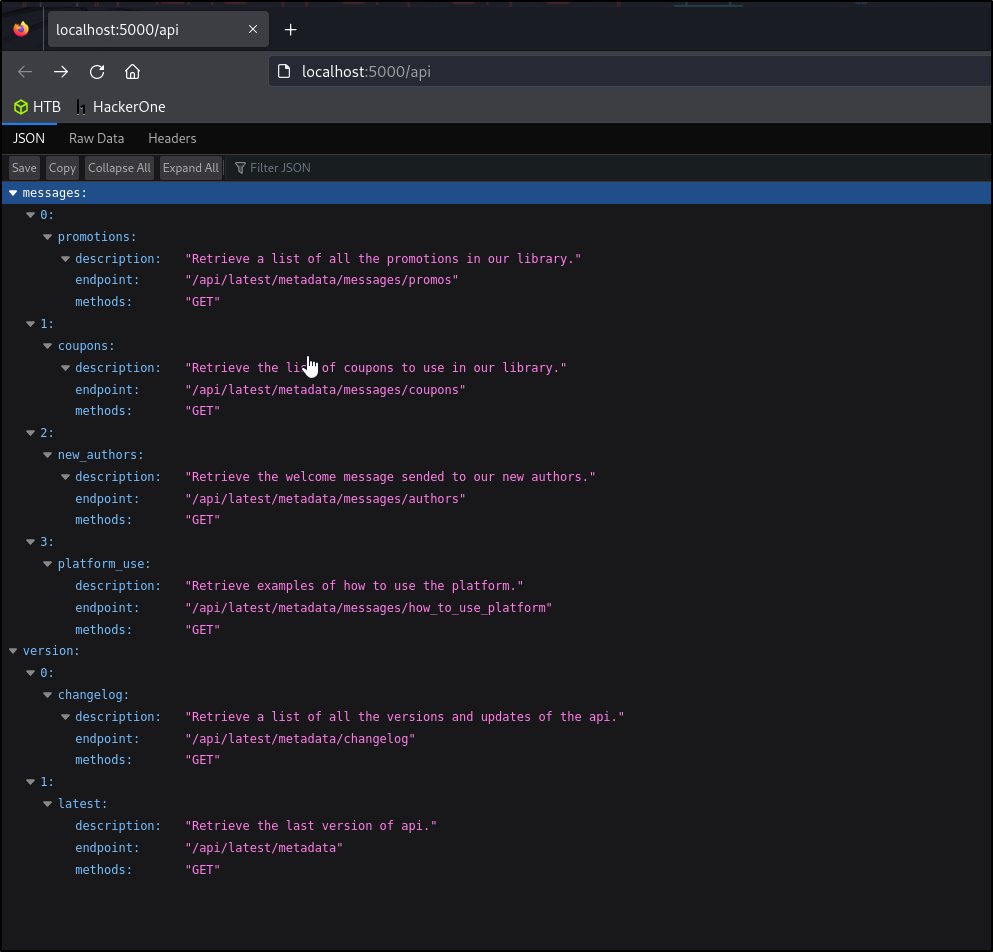 localhost:5000/api
localhost:5000/api
HTB HackerOne
JSON Raw Data Headers
Save Copy Collapse All Expand All Filter JSON
messages:
0:
promotions:
description: "Retrieve a list of all the promotions in our library."
endpoint: "/api/latest/metadata/messages/promos"
methods: "GET"
1:
coupons:
description: "Retrieve the list of coupons to use in our library."
endpoint: "/api/latest/metadata/messages/coupons"
methods: "GET"
2:
new_authors:
description: "Retrieve the welcome message sended to our new authors."
endpoint: "/api/latest/metadata/messages/authors"
methods: "GET"
3:
platform_use:
description: "Retrieve examples of how to use the platform."
endpoint: "/api/latest/metadata/messages/how_to_use_platform"
methods: "GET"
version:
0:
changelog:
description: "Retrieve a list of all the versions and updates of the api."
endpoint: "/api/latest/metadata/changelog"
methods: "GET"
1:
latest:
description: "Retrieve the last version of api."
endpoint: "/api/latest/metadata"
methods: "GET"